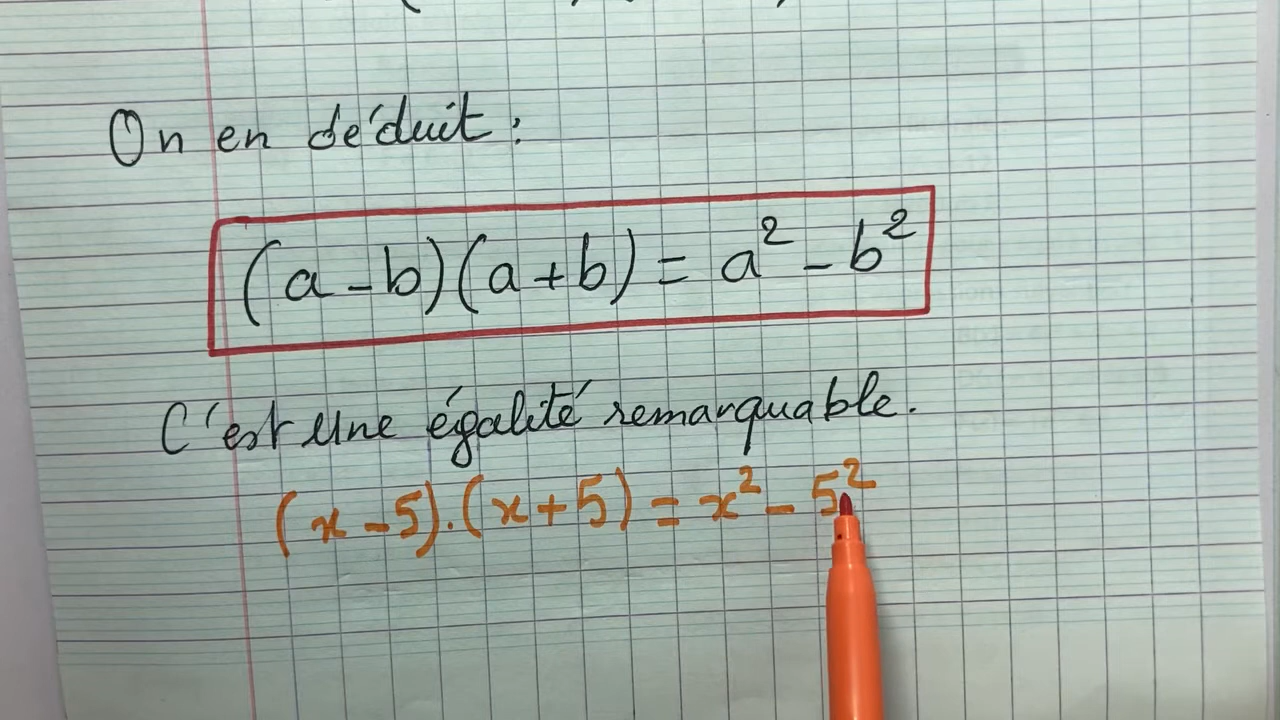 On en déduit :
(a-b)(a+b) = a² - b²
C'est une égalité remarquable.
(x-5).(x+5) = x² - 5²